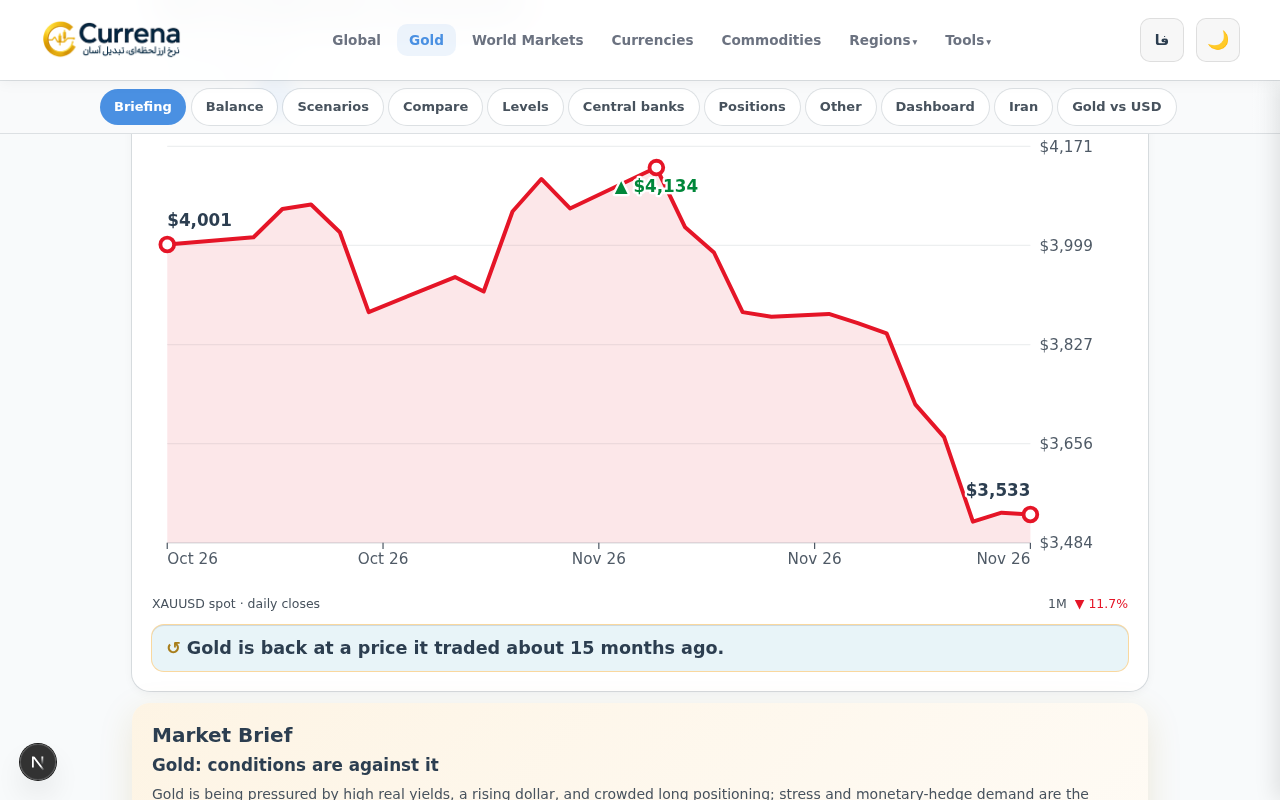 Currena
نرخ ارز لحظه‌ای، تبدیل آسان
Global Gold World Markets Currencies Commodities Regions▾ Tools▾
فا
Briefing Balance Scenarios Compare Levels Central banks Positions Other Dashboard Iran Gold vs USD
$4,171
▲ $4,134
$4,001
$3,999
$3,827
$3,656
$3,533
$3,484
Oct 26 Oct 26 Nov 26 Nov 26 Nov 26
XAUUSD spot · daily closes 1M ▼ 11.7%
↺ Gold is back at a price it traded about 15 months ago.
Market Brief
Gold: conditions are against it
Gold is being pressured by high real yields, a rising dollar, and crowded long positioning; stress and monetary-hedge demand are the
N